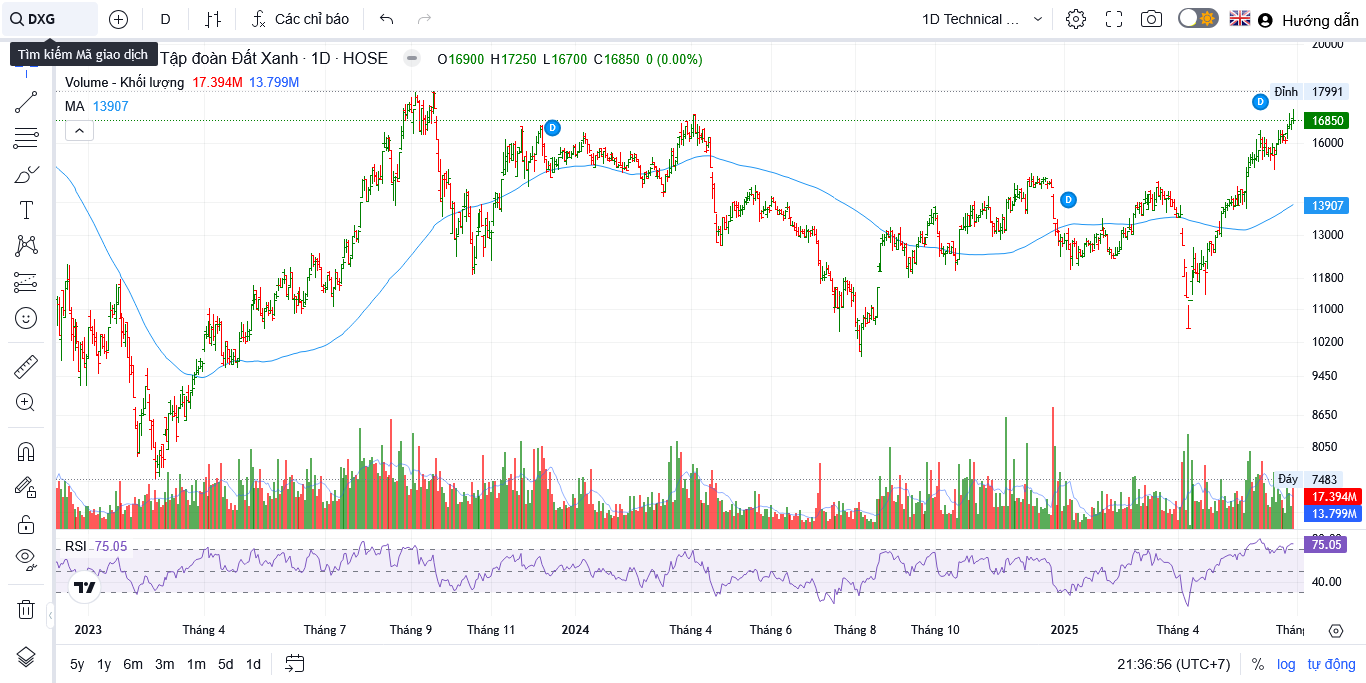 DXG
D
Các chỉ báo
1D Technical ...
Hướng dẫn
Tìm kiếm Mã giao dịch
Tập đoàn Đất Xanh · 1D · HOSE
O16900 H17250 L16700 C16850 0 (0.00%)
Volume - Khối lượng 17.394M 13.799M
MA 13907
20000
Đỉnh 17991
D
D
D
16850
16000
13907
13000
11800
11000
10200
9450
8650
8050
Đáy 7483
17.394M
13.799M
RSI 75.05
75.05
40.00
2023 Tháng 4 Tháng 7 Tháng 9 Tháng 11 2024 Tháng 4 Tháng 6 Tháng 8 Tháng 10 2025 Tháng 4
5y 1y 6m 3m 1m 5d 1d
21:36:56 (UTC+7) % log tự động